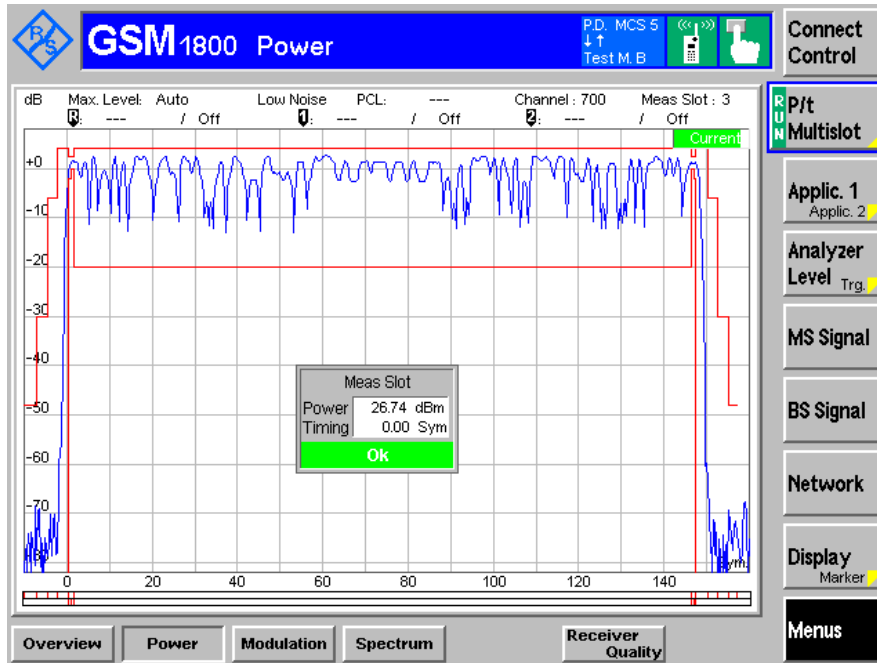 R&S
GSM 1800 Power
P.D. MCS 5
↓↑
Test M. B
Connect Control
dB Max. Level: Auto Low Noise PCL: --- Channel : 700 Meas Slot : 3
R: --- / Off 1: --- / Off 2: --- / Off
Current
RUN
P/t Multislot
Applic. 1
Applic. 2
Analyzer Level Trg.
MS Signal
BS Signal
Network
Display
Marker
Menus
+0
-10
-20
-30
-40
-50
-60
-70
Meas Slot
Power 26.74 dBm
Timing 0.00 Sym
Ok
0 20 40 60 80 100 120 140
Overview Power Modulation Spectrum Receiver Quality